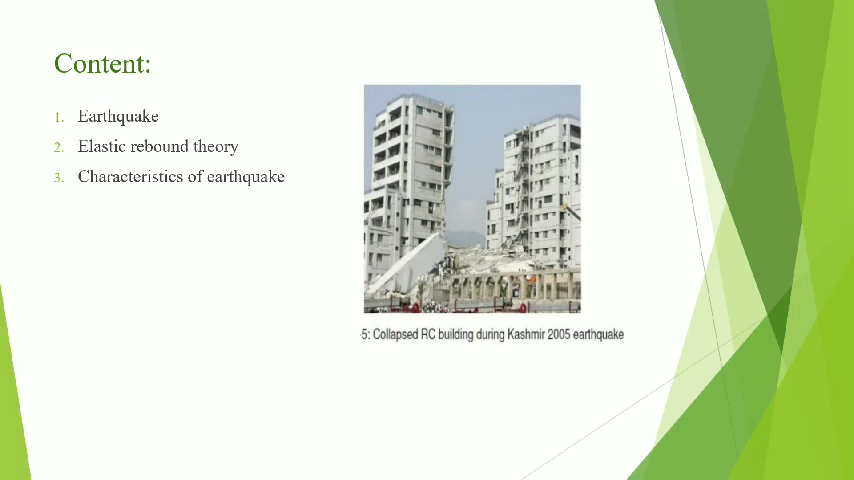 Content:
1. Earthquake
2. Elastic rebound theory
3. Characteristics of earthquake
5: Collapsed RC building during Kashmir 2005 earthquake